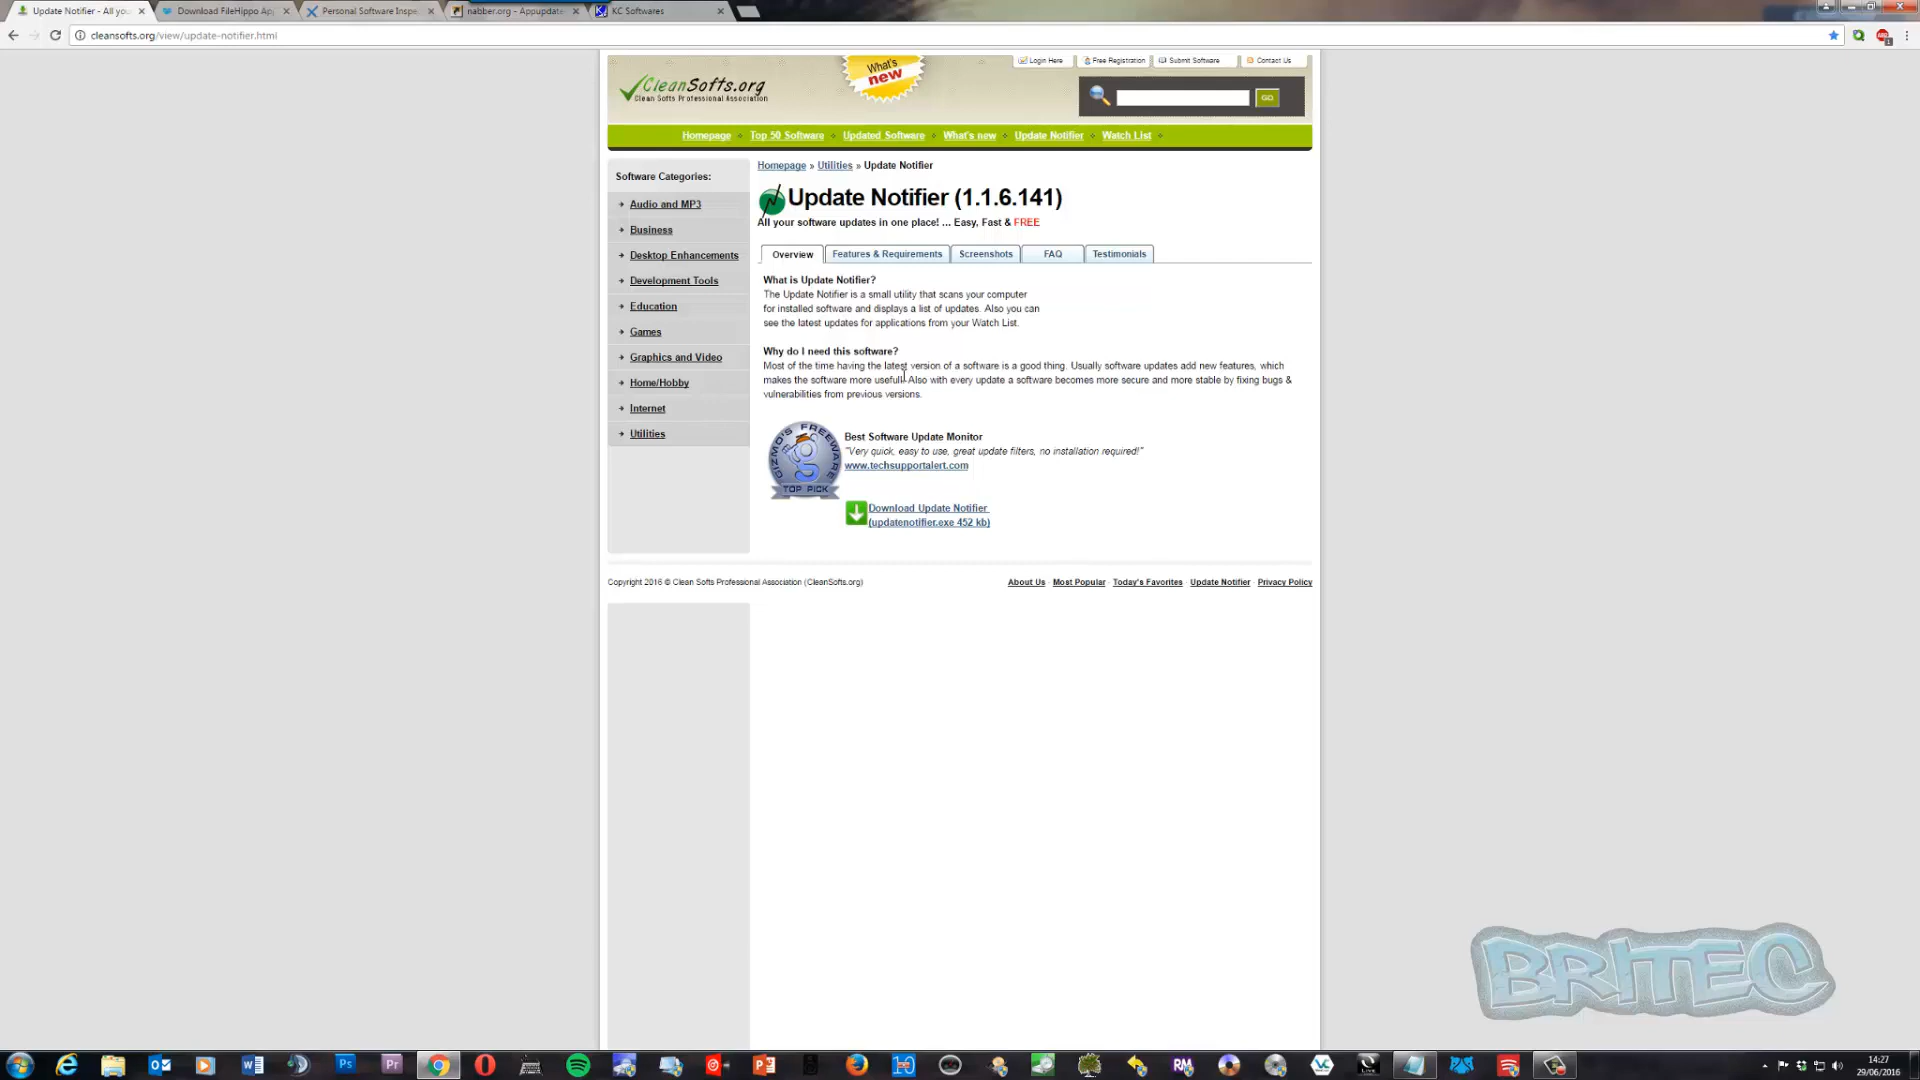 Update Notifier - All you
Download FileHippo App
Personal Software Inspe
nabber.org - Appupdate
KC Softwares
cleansofts.org/view/update-notifier.html
CleanSofts.org
Clean Softs Professional Association
What's new
Login Here
Free Registration
Submit Software
Contact Us
GO
Homepage
Top 50 Software
Updated Software
What's new
Update Notifier
Watch List
Software Categories:
Audio and MP3
Business
Desktop Enhancements
Development Tools
Education
Games
Graphics and Video
Home/Hobby
Internet
Utilities
Homepage » Utilities » Update Notifier
Update Notifier (1.1.6.141)
All your software updates in one place! ... Easy, Fast & FREE
Overview
Features & Requirements
Screenshots
FAQ
Testimonials
What is Update Notifier?
The Update Notifier is a small utility that scans your computer
for installed software and displays a list of updates. Also you can
see the latest updates for applications from your Watch List.
Why do I need this software?
Most of the time having the latest version of a software is a good thing. Usually software updates add new features, which
makes the software more usefull. Also with every update a software becomes more secure and more stable by fixing bugs &
vulnerabilities from previous versions.
GIZMO'S FREEWARE
TOP PICK
Best Software Update Monitor
"Very quick, easy to use, great update filters, no installation required!"
www.techsupportalert.com
Download Update Notifier
(updatenotifier.exe 452 kb)
Copyright 2016 © Clean Softs Professional Association (CleanSofts.org)
About Us · Most Popular · Today's Favorites · Update Notifier · Privacy Policy
BRITEC
14:27
29/06/2016